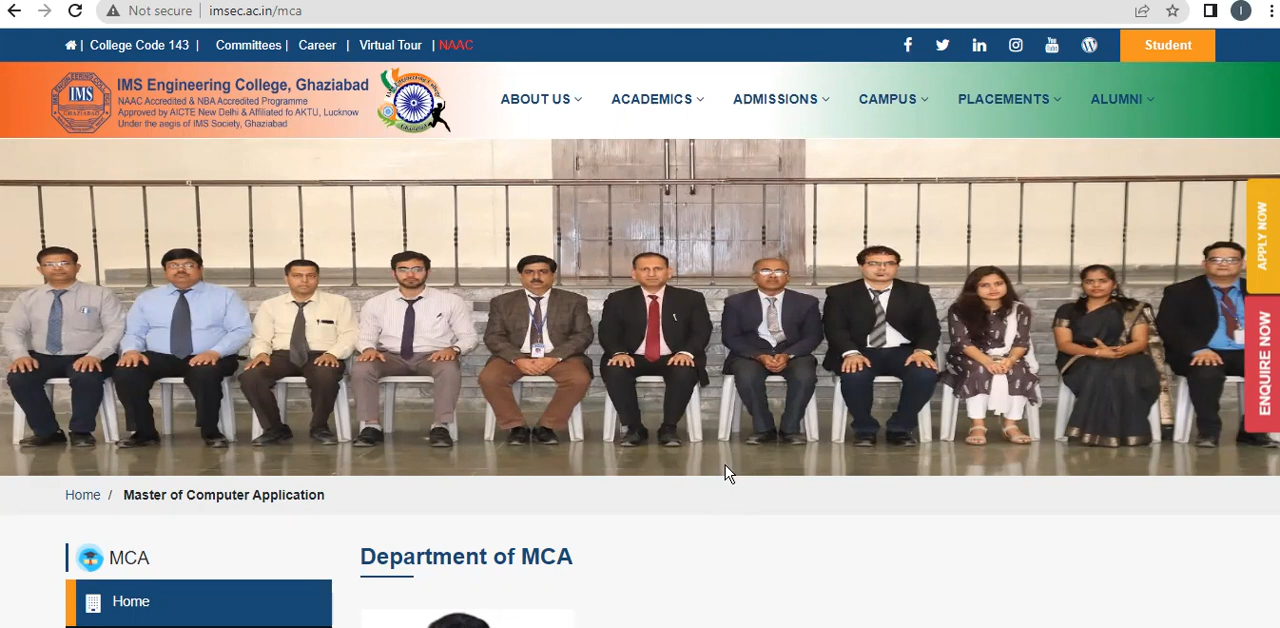 Not secure imsec.ac.in/mca
College Code 143 | Committees | Career | Virtual Tour | NAAC
Student
IMS
IMS Engineering College, Ghaziabad
NAAC Accredited & NBA Accredited Programme
Approved by AICTE New Delhi & Affiliated to AKTU, Lucknow
Under the aegis of IMS Society, Ghaziabad
ABOUT US ACADEMICS ADMISSIONS CAMPUS PLACEMENTS ALUMNI
APPLY NOW
ENQUIRE NOW
Home / Master of Computer Application
MCA
Home
Department of MCA